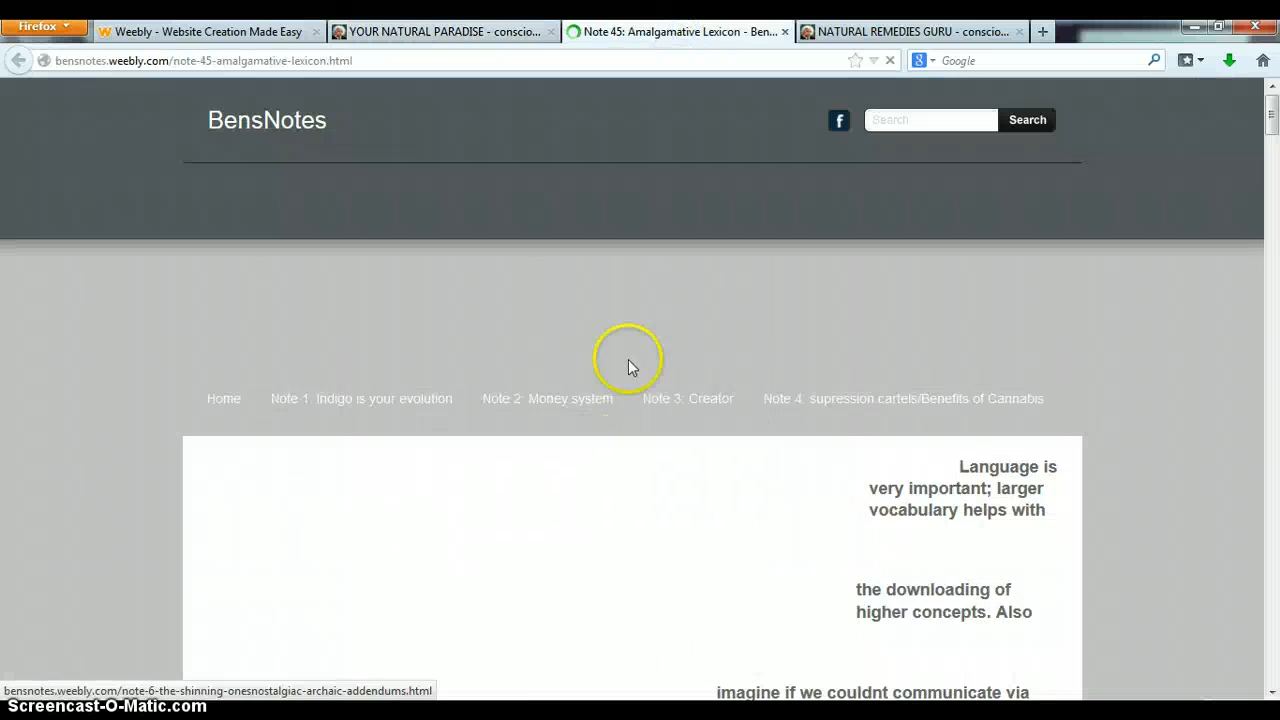 Firefox
Weebly - Website Creation Made Easy
YOUR NATURAL PARADISE - conscio...
Note 45: Amalgamative Lexicon - Ben...
NATURAL REMEDIES GURU - conscio...
bensnotes.weebly.com/note-45-amalgamative-lexicon.html
Google
BensNotes
Search
Search
Home
Note 1: Indigo is your evolution
Note 2: Money system
Note 3: Creator
Note 4: supression cartels/Benefits of Cannabis
Language is
very important; larger
vocabulary helps with
the downloading of
higher concepts. Also
imagine if we couldnt communicate via
bensnotes.weebly.com/note-6-the-shinning-onesnostalgiac-archaic-addendums.html
Screencast-O-Matic.com